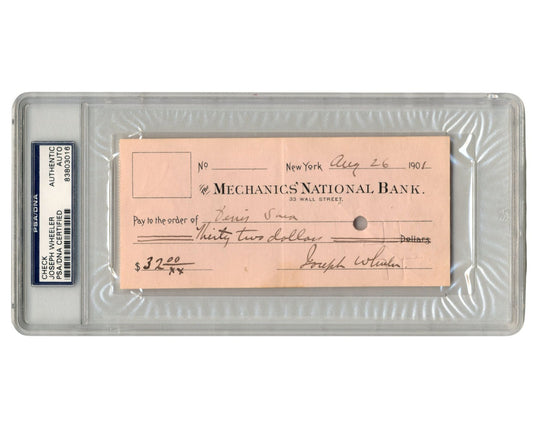 PSA/DNA
CHECK
JOSEPH WHEELER
PSA/DNA CERTIFIED
AUTHENTIC
AUTO
83803016
No New York Aug 26 1901
The MECHANICS' NATIONAL BANK.
33 WALL STREET.
Pay to the order of
Thirty two dollars Dollars
$ 32 00/xx Joseph Wheeler